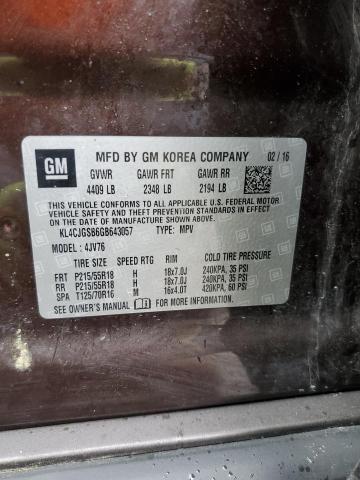 GM
MFD BY GM KOREA COMPANY 02 / 16
GVWR GAWR FRT GAWR RR
4409 LB 2348 LB 2194 LB
THIS VEHICLE CONFORMS TO ALL APPLICABLE U.S. FEDERAL MOTOR
VEHICLE SAFETY, BUMPER, AND THEFT PREVENTION STANDARDS
IN EFFECT ON THE DATE OF MANUFACTURE SHOWN ABOVE.
KL4CJGSB6GB643057 TYPE: MPV
MODEL : 4JV76
TIRE SIZE SPEED RTG RIM COLD TIRE PRESSURE
FRT P215/55R18 H 18x7.0J 240KPA, 35 PSI
RR P215/55R18 H 18x7.0J 240KPA, 35 PSI
SPA T125/70R16 M 16x4.0T 420KPA, 60 PSI
SEE OWNER'S MANUAL FOR MORE INFORMATION.